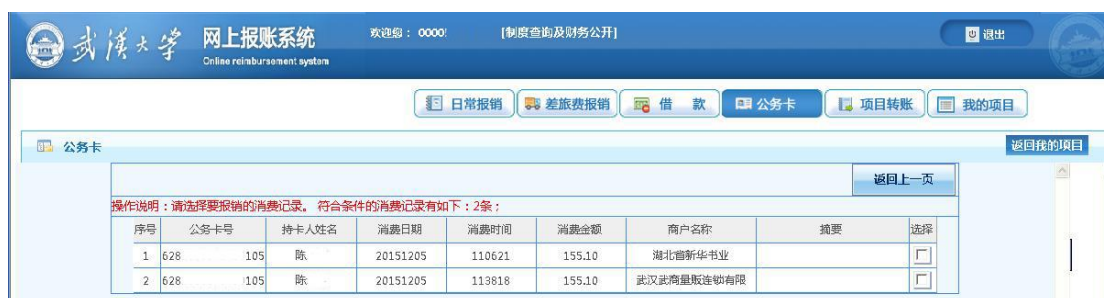 武汉大学 网上报账系统 欢迎您： 0000! [制度查询及财务公开] 退出
Online reimbursement system
日常报销 差旅费报销 借 款 公务卡 项目转账 我的项目
公务卡 返回我的项目
返回上一页
操作说明：请选择要报销的消费记录。 符合条件的消费记录有如下：2条；
序号 公务卡号 持卡人姓名 消费日期 消费时间 消费金额 商户名称 摘要 选择
1 628 105 陈 20151205 110621 155.10 湖北省新华书业
2 628 105 陈 20151205 113818 155.10 武汉武商量贩连锁有限